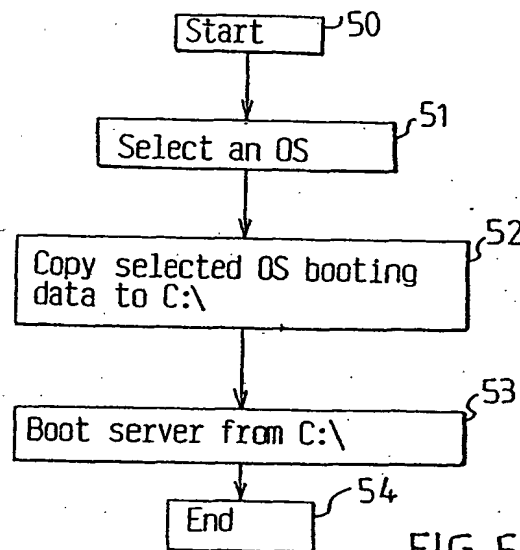 Start
50
Select an OS
51
Copy selected OS booting
data to C:\
52
Boot server from C:\
53
End
54
FIG 5